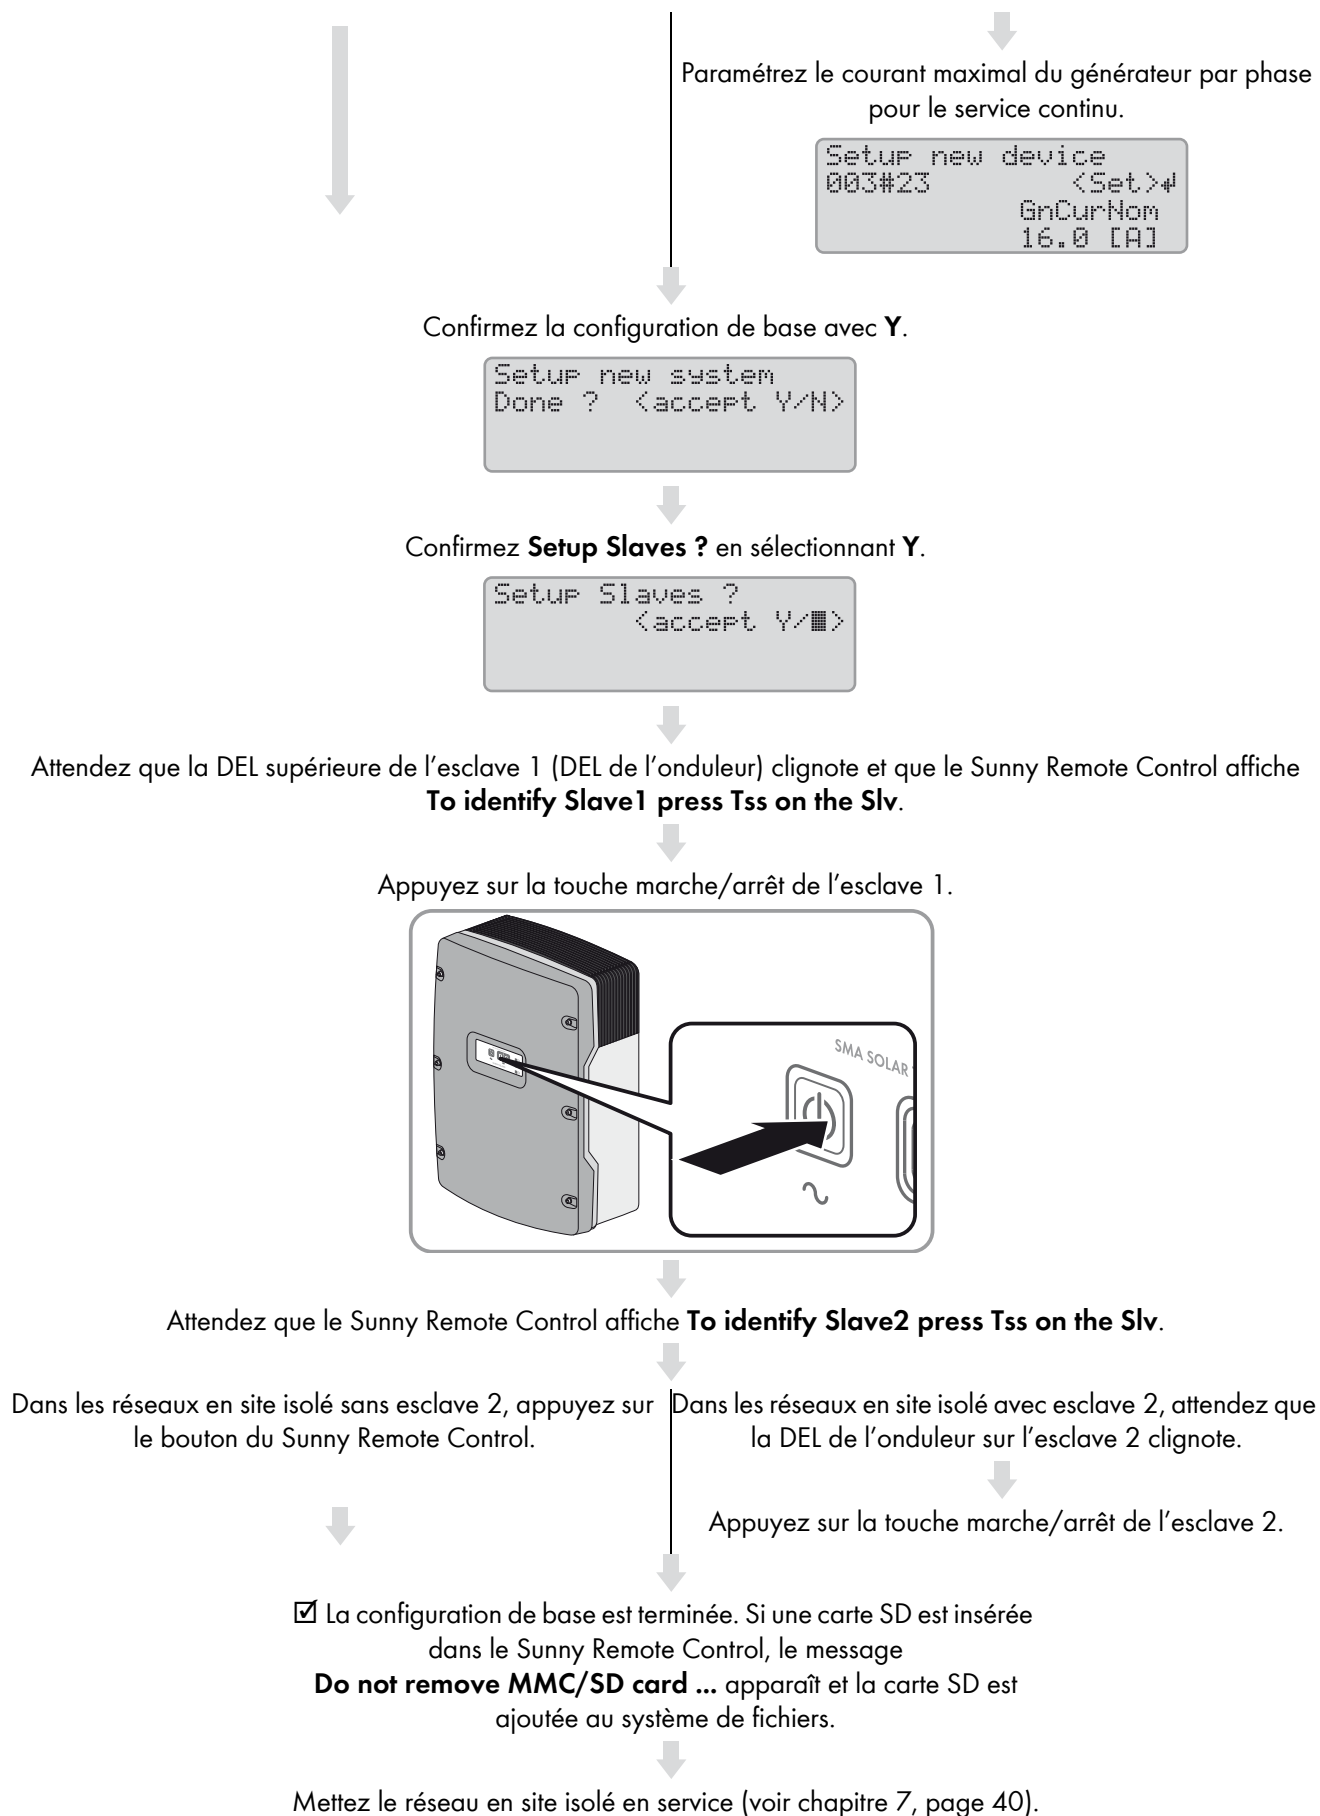 Paramétrez le courant maximal du générateur par phase
pour le service continu.
Setup new device
003#23 <Set>↵
GnCurNom
16.0 [A]
Confirmez la configuration de base avec Y.
Setup new system
Done ? <accept Y/N>
Confirmez Setup Slaves ? en sélectionnant Y.
Setup Slaves ?
<accept Y/█>
Attendez que la DEL supérieure de l’esclave 1 (DEL de l’onduleur) clignote et que le Sunny Remote Control affiche
To identify Slave1 press Tss on the Slv.
Appuyez sur la touche marche/arrêt de l’esclave 1.
SMA SOLAR
Attendez que le Sunny Remote Control affiche To identify Slave2 press Tss on the Slv.
Dans les réseaux en site isolé sans esclave 2, appuyez sur
le bouton du Sunny Remote Control.
Dans les réseaux en site isolé avec esclave 2, attendez que
la DEL de l’onduleur sur l’esclave 2 clignote.
Appuyez sur la touche marche/arrêt de l’esclave 2.
☑ La configuration de base est terminée. Si une carte SD est insérée
dans le Sunny Remote Control, le message
Do not remove MMC/SD card ... apparaît et la carte SD est
ajoutée au système de fichiers.
Mettez le réseau en site isolé en service (voir chapitre 7, page 40).